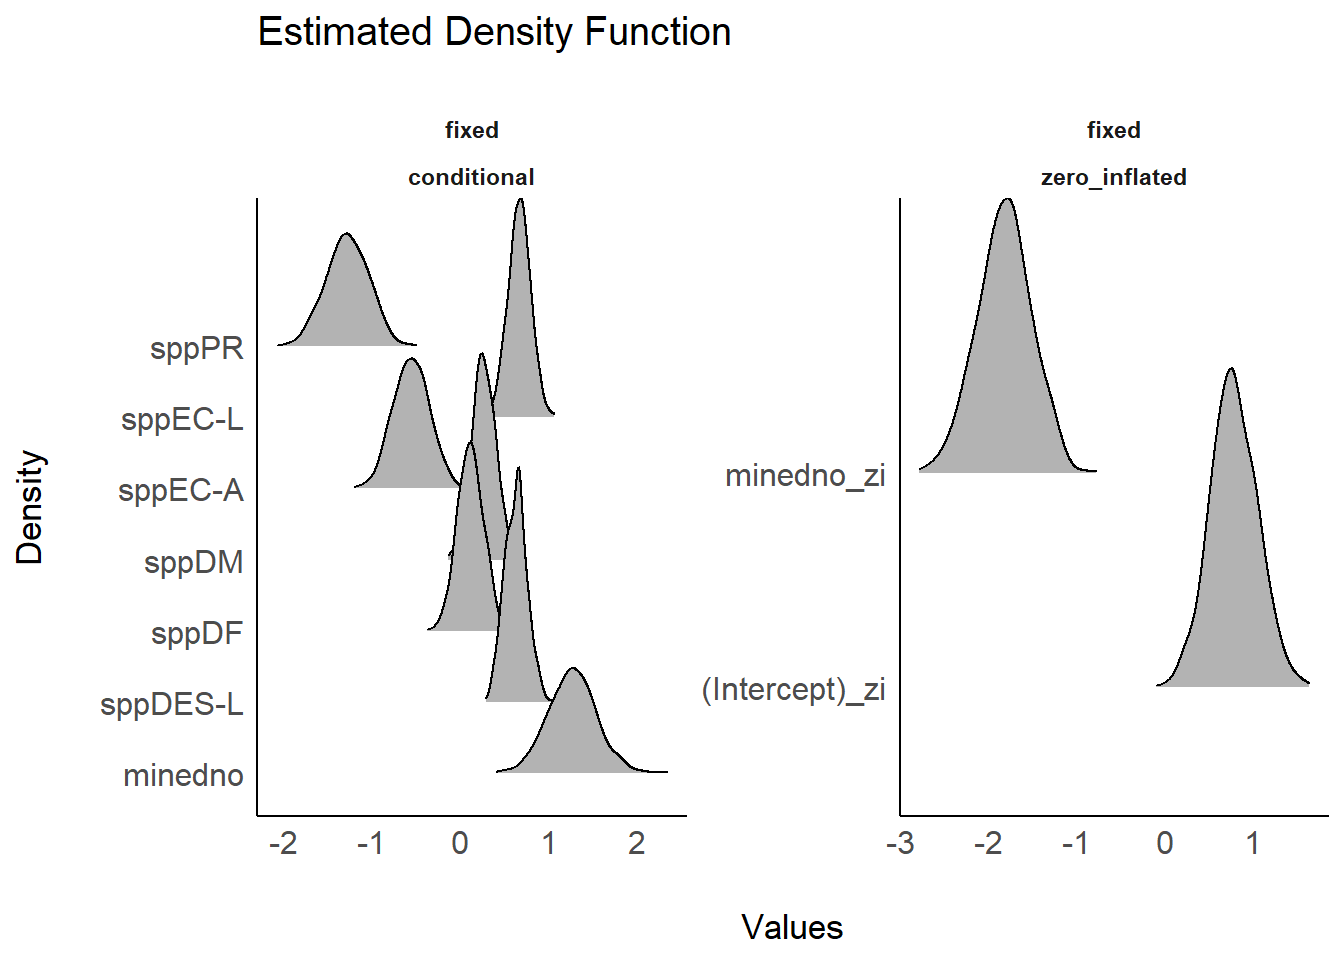 Estimated Density Function
fixed
conditional
fixed
zero_inflated
Density
sppPR
sppEC-L
sppEC-A
sppDM
sppDF
sppDES-L
minedno
-2 -1 0 1 2
minedno_zi
(Intercept)_zi
-3 -2 -1 0 1
Values